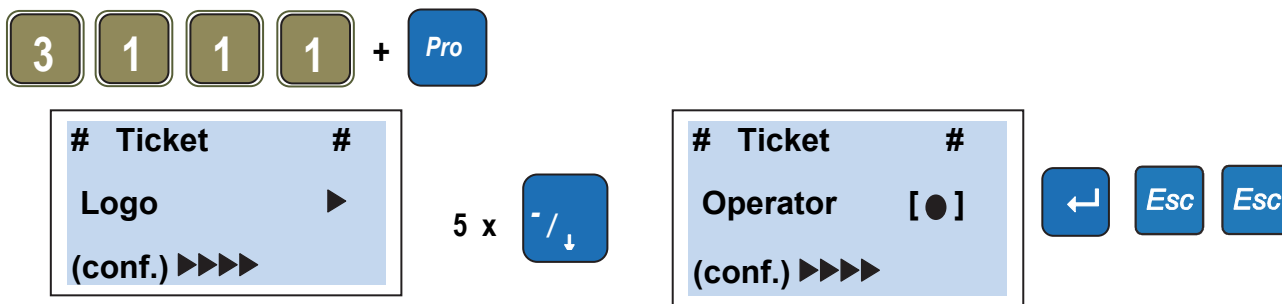 3 1 1 1 + Pro
# Ticket #
Logo ▶
(conf.) ▶▶▶▶
5 x -/↓
# Ticket #
Operator [●]
(conf.) ▶▶▶▶
↵ Esc Esc